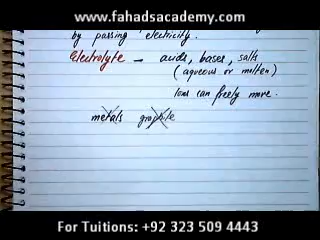 www.fahadsacademy.com
by passing electricity.
Electrolyte - acids, bases, salts
(aqueous or molten)
Ions can freely move.
metals graphite
For Tuitions: +92 323 509 4443